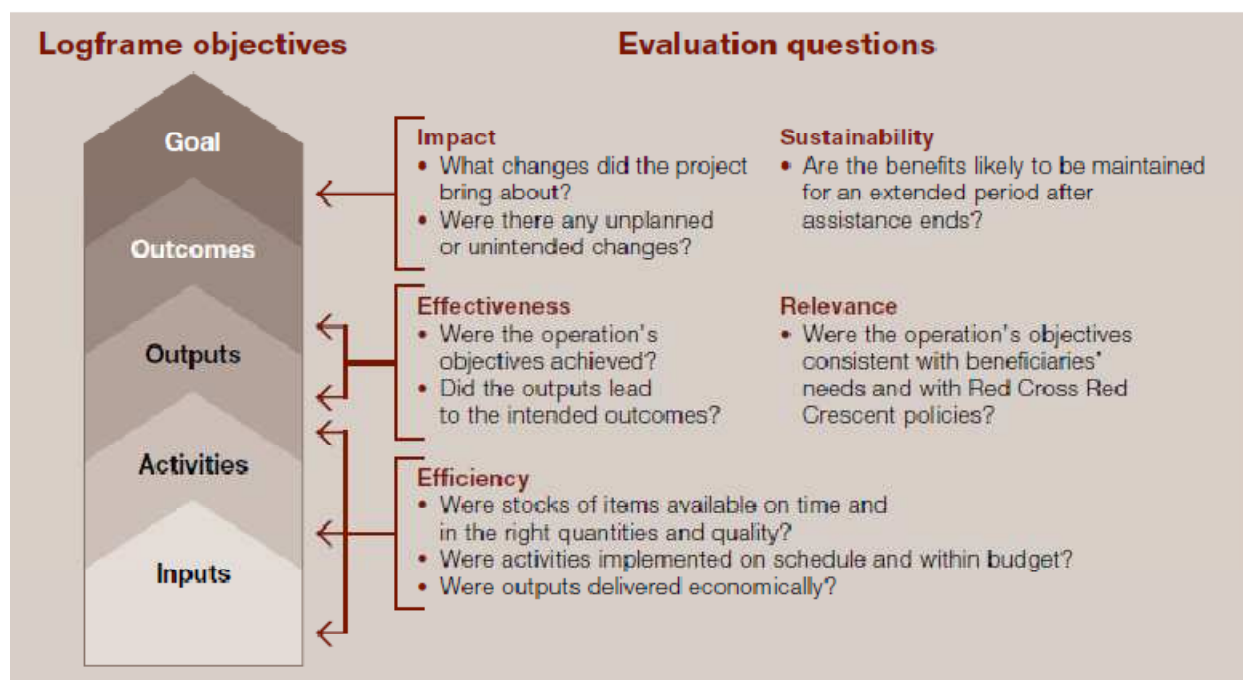 Logframe objectives
Evaluation questions
Goal
Outcomes
Outputs
Activities
Inputs
Impact
• What changes did the project
bring about?
• Were there any unplanned
or unintended changes?
Sustainability
• Are the benefits likely to be maintained
for an extended period after
assistance ends?
Effectiveness
• Were the operation's
objectives achieved?
• Did the outputs lead
to the intended outcomes?
Relevance
• Were the operation's objectives
consistent with beneficiaries'
needs and with Red Cross Red
Crescent policies?
Efficiency
• Were stocks of items available on time and
in the right quantities and quality?
• Were activities implemented on schedule and within budget?
• Were outputs delivered economically?